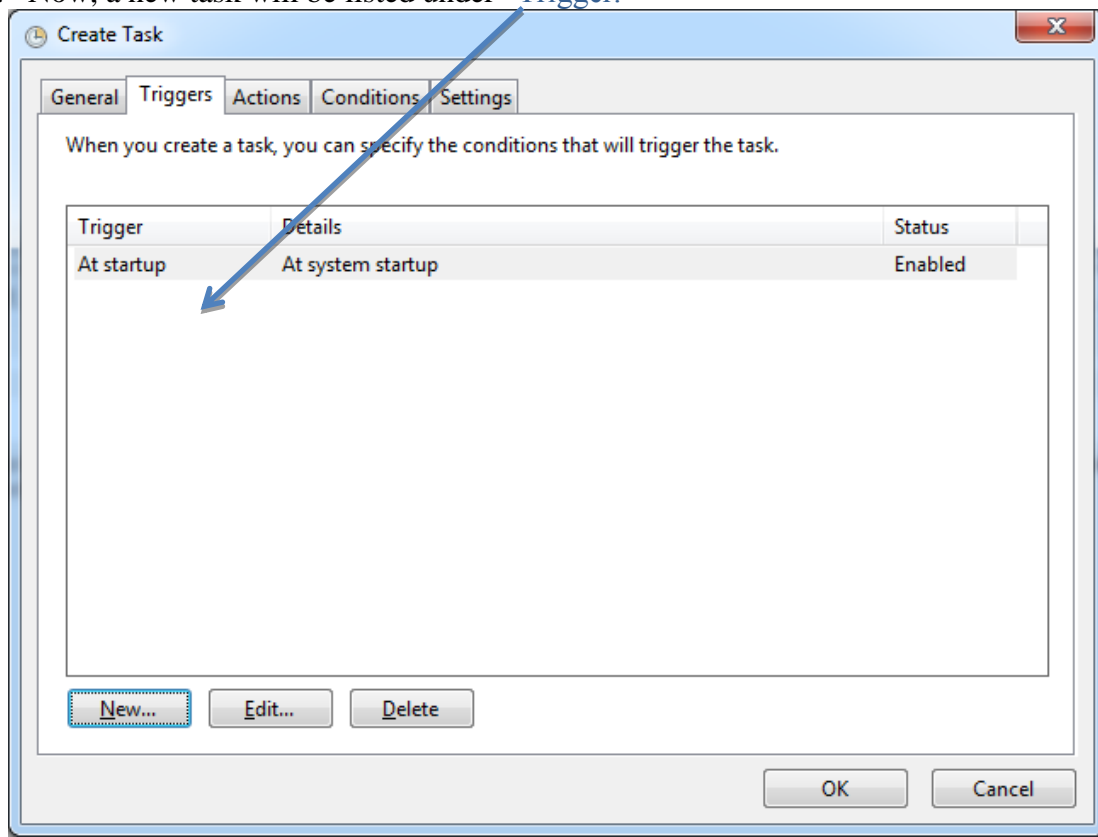 Now, a new task will be listed under "Trigger.
Create Task
General Triggers Actions Conditions Settings
When you create a task, you can specify the conditions that will trigger the task.
Trigger Details Status
At startup At system startup Enabled
New... Edit... Delete
OK Cancel